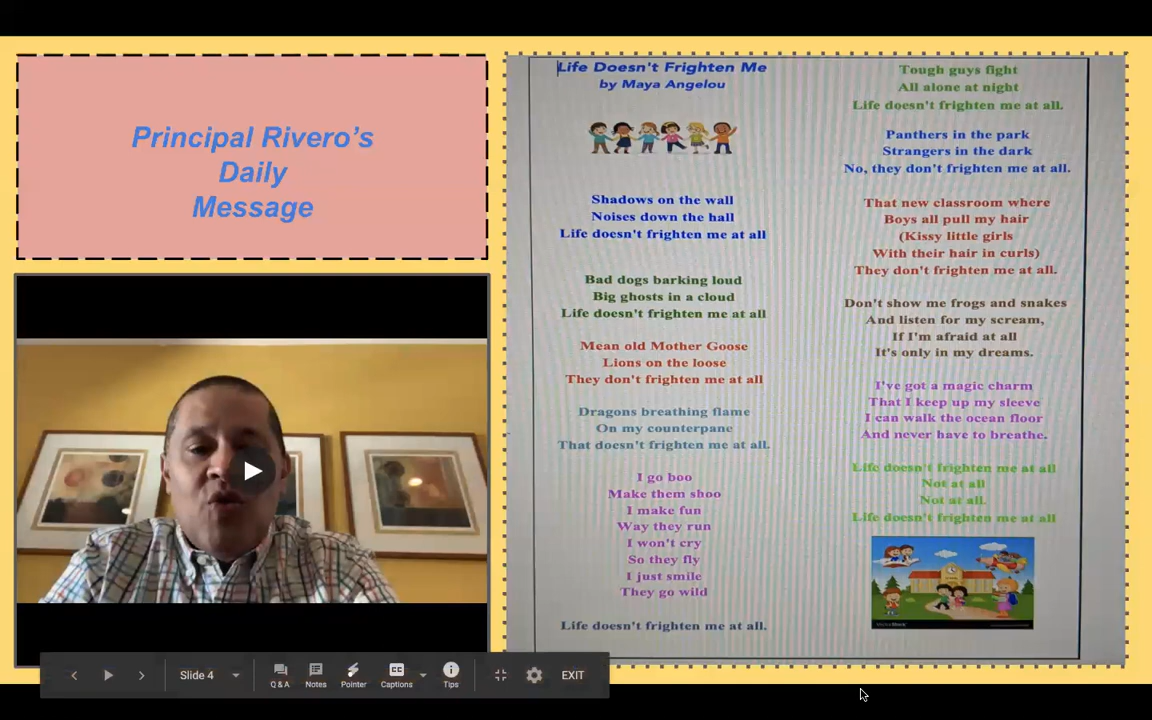 Principal Rivero's
Daily
Message
Life Doesn't Frighten Me
by Maya Angelou
Shadows on the wall
Noises down the hall
Life doesn't frighten me at all
Bad dogs barking loud
Big ghosts in a cloud
Life doesn't frighten me at all
Mean old Mother Goose
Lions on the loose
They don't frighten me at all
Dragons breathing flame
On my counterpane
That doesn't frighten me at all.
I go boo
Make them shoo
I make fun
Way they run
I won't cry
So they fly
I just smile
They go wild
Life doesn't frighten me at all.
Tough guys fight
All alone at night
Life doesn't frighten me at all.
Panthers in the park
Strangers in the dark
No, they don't frighten me at all.
That new classroom where
Boys all pull my hair
(Kissy little girls
With their hair in curls)
They don't frighten me at all.
Don't show me frogs and snakes
And listen for my scream,
If I'm afraid at all
It's only in my dreams.
I've got a magic charm
That I keep up my sleeve
I can walk the ocean floor
And never have to breathe.
Life doesn't frighten me at all
Not at all
Not at all.
Life doesn't frighten me at all
Slide 4
Q & A
Notes
Pointer
CC
Captions
Tips
EXIT